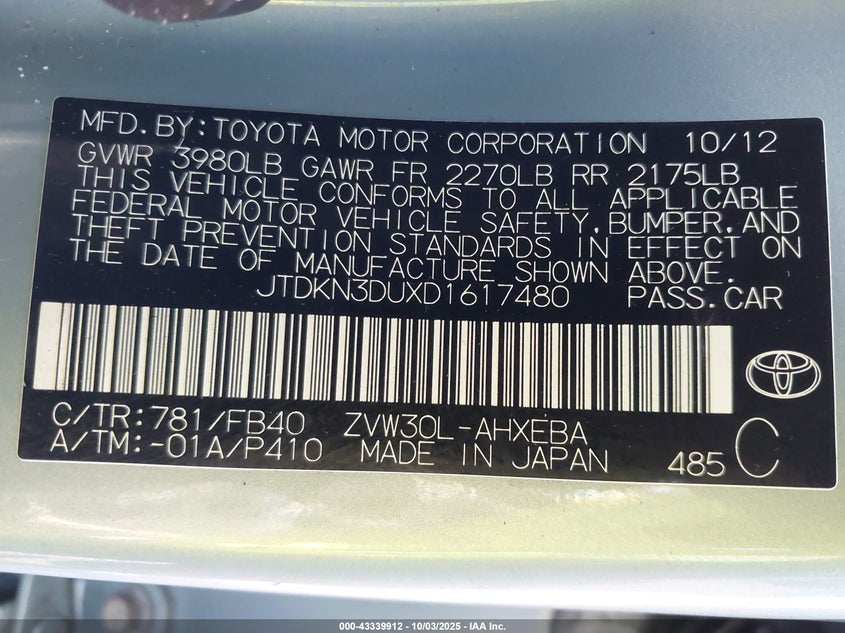 MFD. BY: TOYOTA MOTOR CORPORATION 10/12
GVWR 3980LB GAWR FR 2270LB RR 2175LB
THIS VEHICLE CONFORMS TO ALL APPLICABLE
FEDERAL MOTOR VEHICLE SAFETY, BUMPER, AND
THEFT PREVENTION STANDARDS IN EFFECT ON
THE DATE OF MANUFACTURE SHOWN ABOVE.
JTDKN3DUXD1617480 PASS. CAR
C/TR: 781/FB40 ZVW30L-AHXEBA
A/TM: -01A/P410 MADE IN JAPAN 485 C
000-43339912 - 10/03/2025 - IAA Inc.